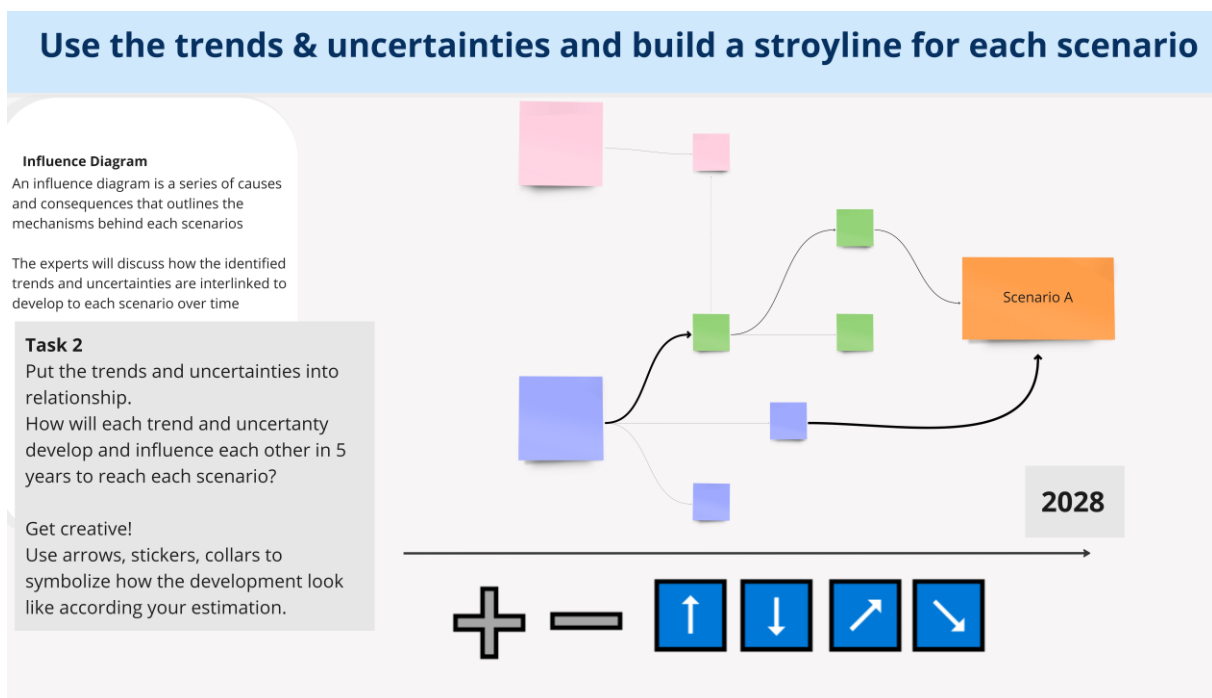 Use the trends & uncertainties and build a stroyline for each scenario
Influence Diagram
An influence diagram is a series of causes
and consequences that outlines the
mechanisms behind each scenarios
The experts will discuss how the identified
trends and uncertainties are interlinked to
develop to each scenario over time
Task 2
Put the trends and uncertainties into
relationship.
How will each trend and uncertanty
develop and influence each other in 5
years to reach each scenario?
Get creative!
Use arrows, stickers, collars to
symbolize how the development look
like according your estimation.
Scenario A
2028